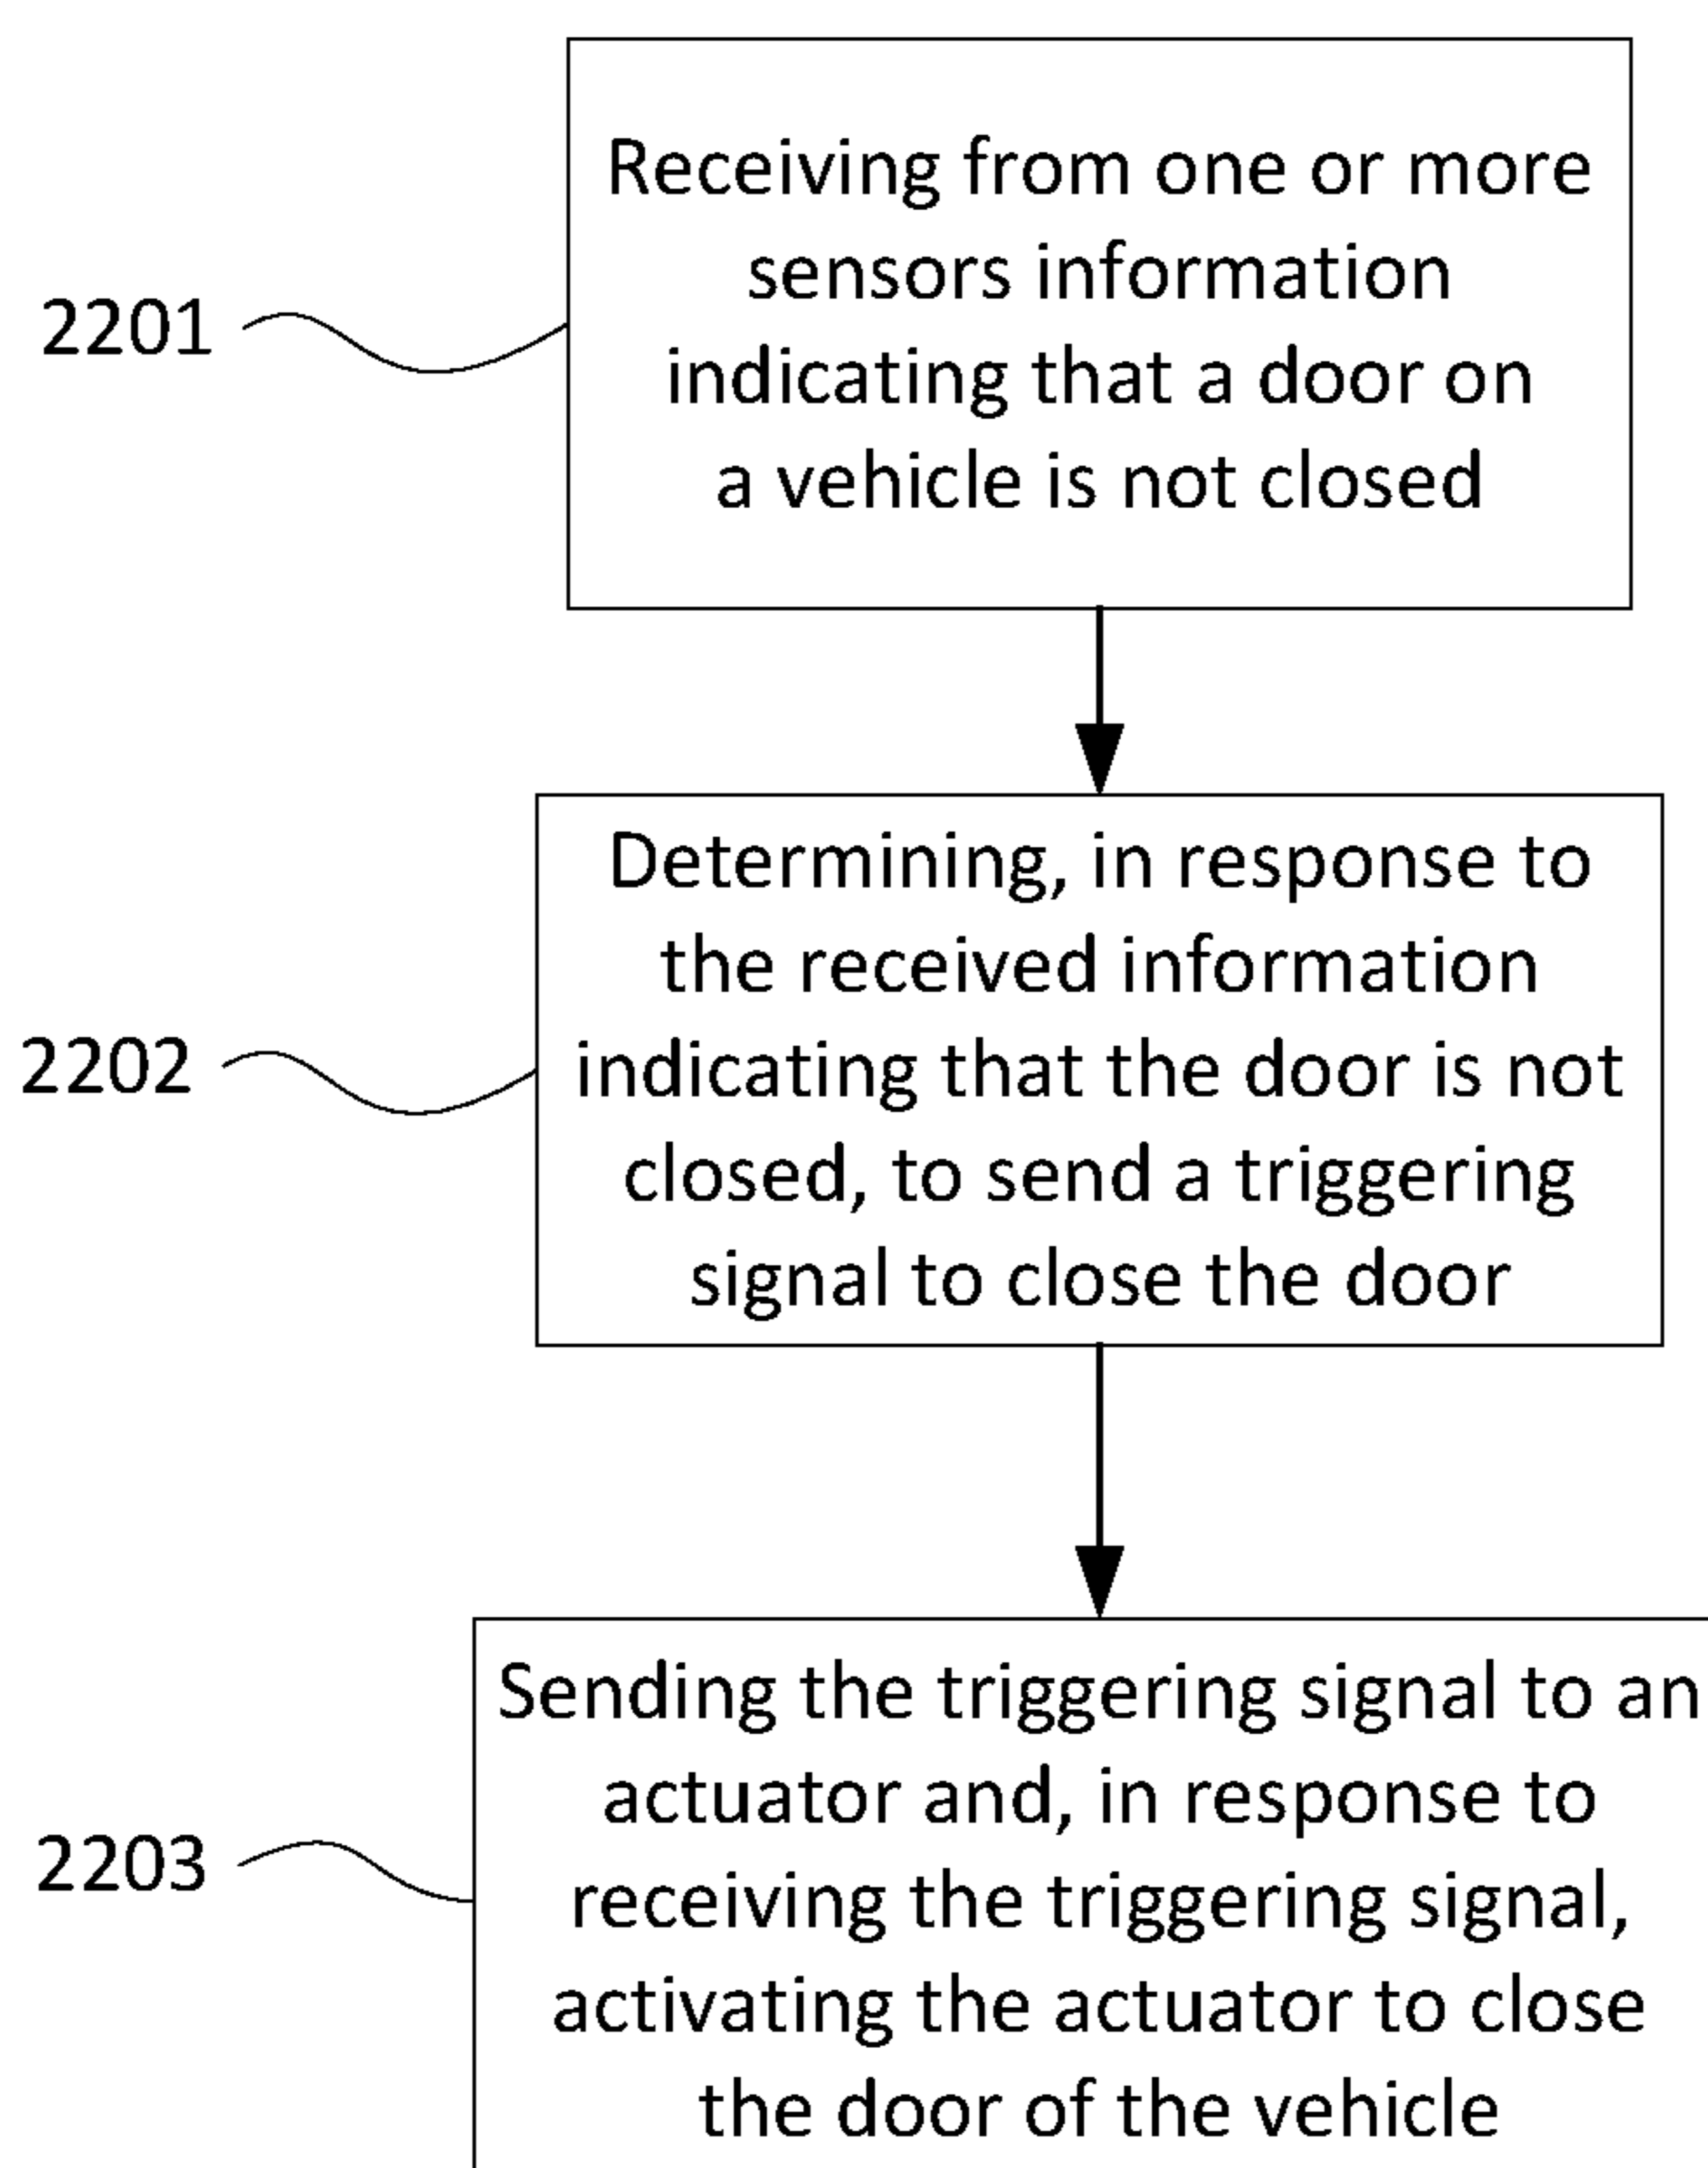 Receiving from one or more
sensors information
indicating that a door on
a vehicle is not closed
2201
Determining, in response to
the received information
indicating that the door is not
closed, to send a triggering
signal to close the door
2202
Sending the triggering signal to an
actuator and, in response to
receiving the triggering signal,
activating the actuator to close
the door of the vehicle
2203